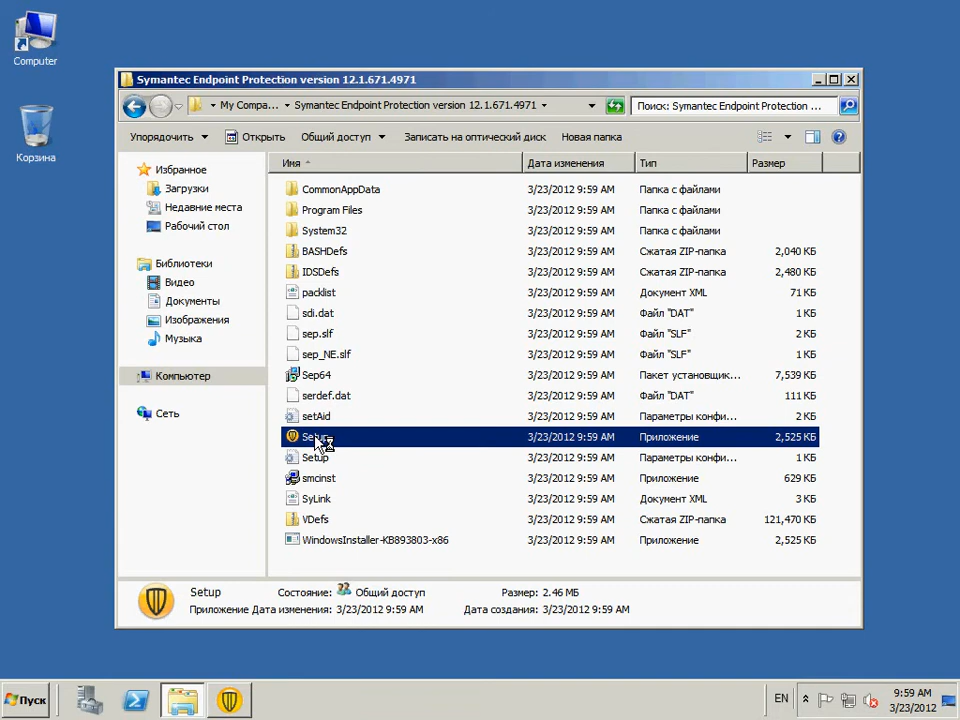 Computer
Корзина
Symantec Endpoint Protection version 12.1.671.4971
My Compa... Symantec Endpoint Protection version 12.1.671.4971 Поиск: Symantec Endpoint Protection ...
Упорядочить Открыть Общий доступ Записать на оптический диск Новая папка
Избранное
Загрузки
Недавние места
Рабочий стол
Библиотеки
Видео
Документы
Изображения
Музыка
Компьютер
Сеть
Имя Дата изменения Тип Размер
CommonAppData 3/23/2012 9:59 AM Папка с файлами
Program Files 3/23/2012 9:59 AM Папка с файлами
System32 3/23/2012 9:59 AM Папка с файлами
BASHDefs 3/23/2012 9:59 AM Сжатая ZIP-папка 2,040 КБ
IDSDefs 3/23/2012 9:59 AM Сжатая ZIP-папка 2,480 КБ
packlist 3/23/2012 9:59 AM Документ XML 71 КБ
sdi.dat 3/23/2012 9:59 AM Файл "DAT" 1 КБ
sep.slf 3/23/2012 9:59 AM Файл "SLF" 2 КБ
sep_NE.slf 3/23/2012 9:59 AM Файл "SLF" 2 КБ
Sep64 3/23/2012 9:59 AM Пакет установщик... 7,539 КБ
serdef.dat 3/23/2012 9:59 AM Файл "DAT" 111 КБ
setAid 3/23/2012 9:59 AM Параметры конфи... 2 КБ
Setup 3/23/2012 9:59 AM Приложение 2,525 КБ
Setup 3/23/2012 9:59 AM Параметры конфи... 1 КБ
smcinst 3/23/2012 9:59 AM Приложение 629 КБ
SyLink 3/23/2012 9:59 AM Документ XML 3 КБ
VDefs 3/23/2012 9:59 AM Сжатая ZIP-папка 121,470 КБ
WindowsInstaller-KB893803-x86 3/23/2012 9:59 AM Приложение 2,525 КБ
Setup Состояние: Общий доступ Размер: 2.46 МБ
Приложение Дата изменения: 3/23/2012 9:59 AM Дата создания: 3/23/2012 9:59 AM
Пуск EN 9:59 AM
3/23/2012